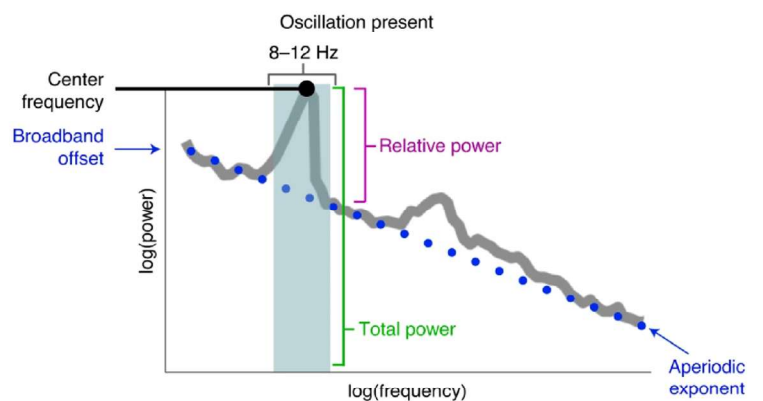 Oscillation present
8–12 Hz
Center
frequency
Broadband
offset
Relative power
log(power)
Total power
Aperiodic
exponent
log(frequency)